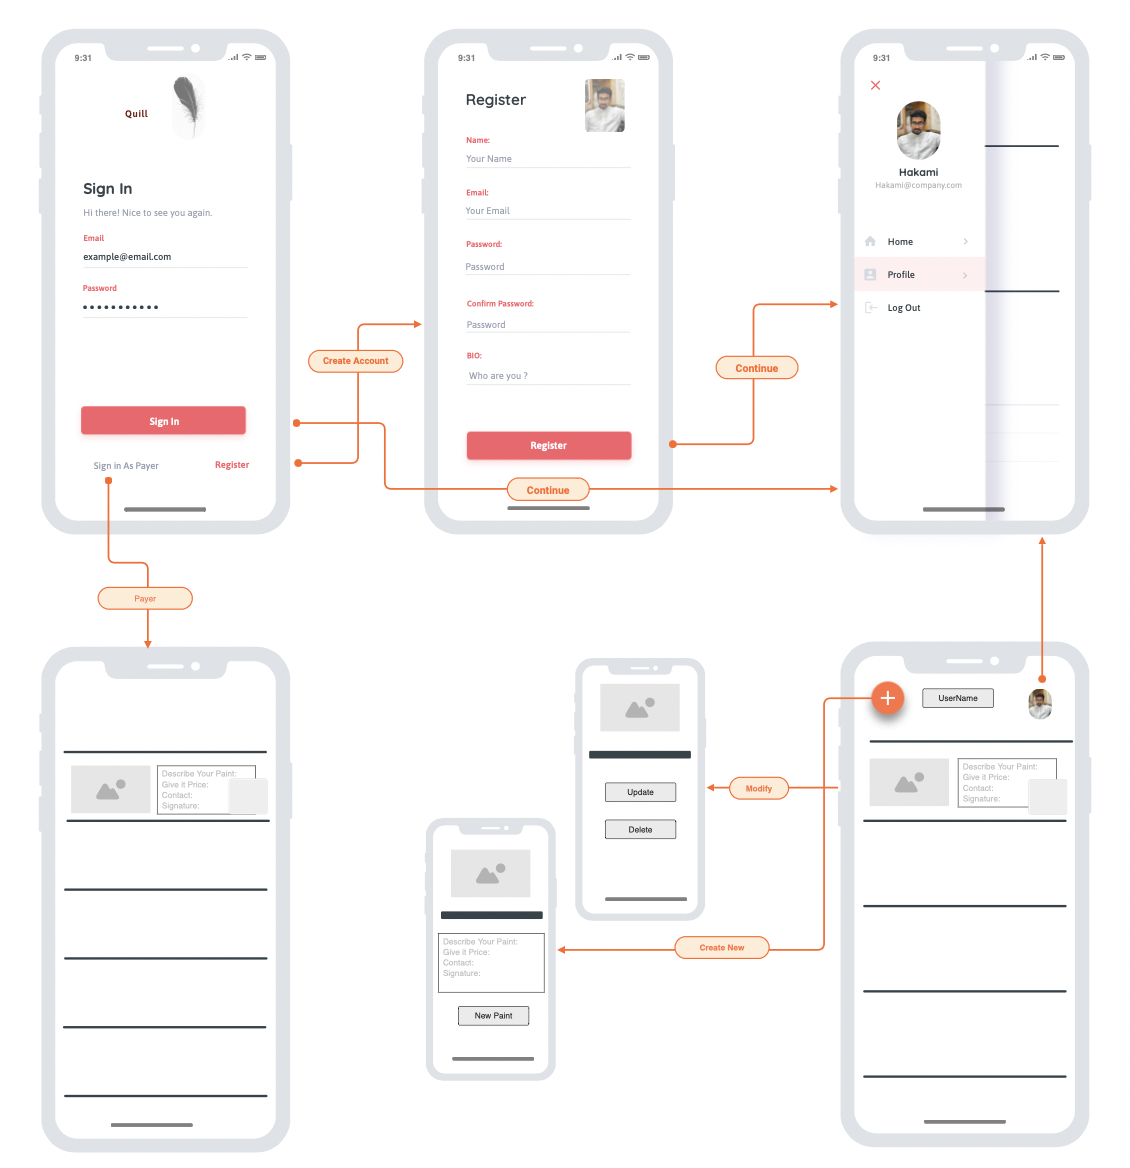 9:31
Quill
Sign In
Hi there! Nice to see you again.
Email
example@email.com
Password
Sign In
Sign in As Payer
Register
Create Account
9:31
Register
Name:
Your Name
Email:
Your Email
Password:
Password
Confirm Password:
Password
BIO:
Who are you ?
Register
Continue
Continue
9:31
Hakami
Hakami@company.com
Home
Profile
Log Out
Payer
Describe Your Paint:
Give it Price:
Contact:
Signature:
Update
Delete
Modify
Describe Your Paint:
Give it Price:
Contact:
Signature:
New Paint
Create New
UserName
Describe Your Paint:
Give it Price:
Contact:
Signature: